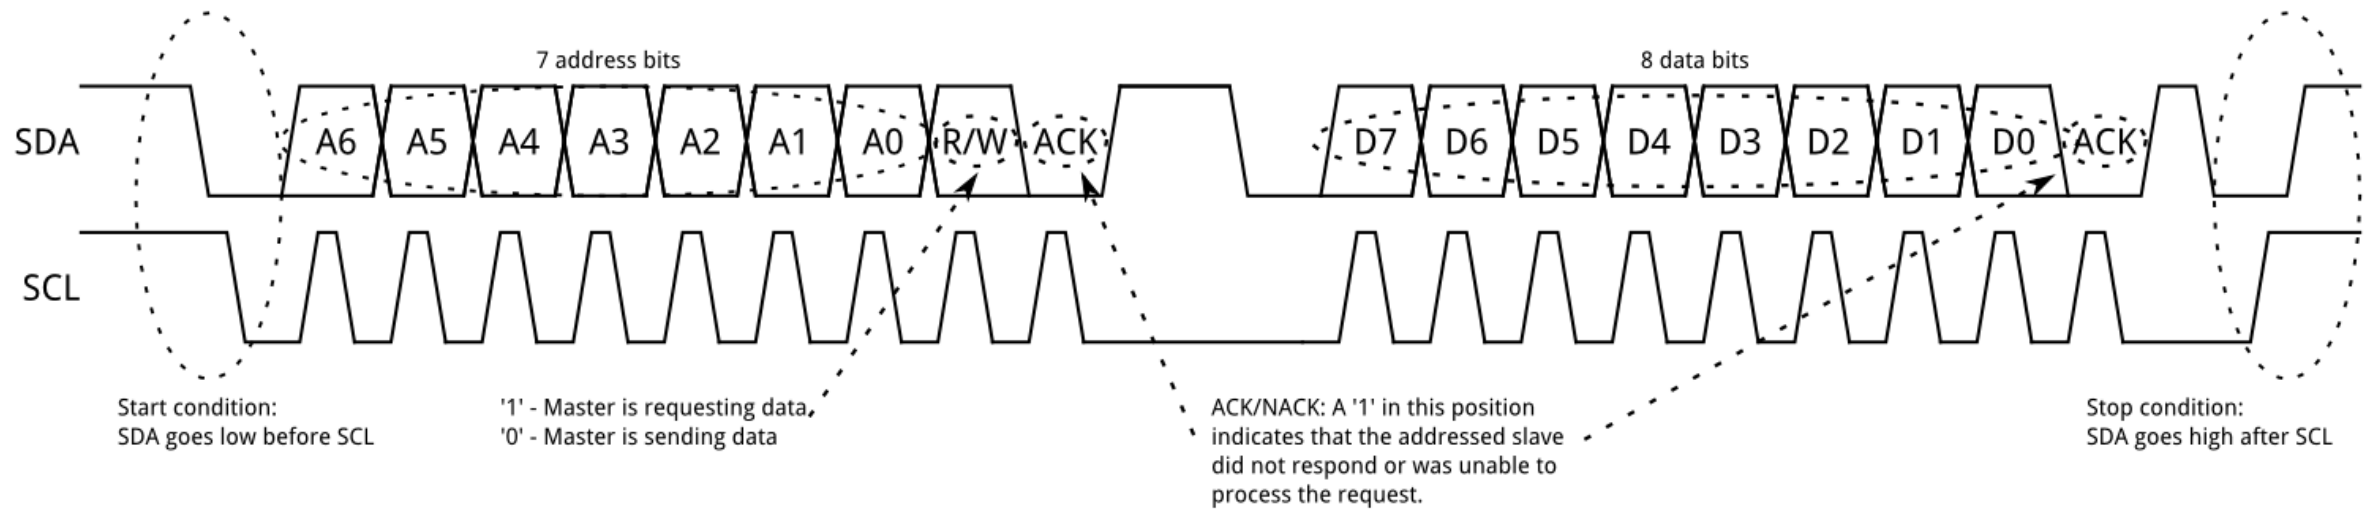 7 address bits
8 data bits
SDA
A6 A5 A4 A3 A2 A1 A0 R/W ACK
D7 D6 D5 D4 D3 D2 D1 D0 ACK
SCL
Start condition:
SDA goes low before SCL
'1' - Master is requesting data
'0' - Master is sending data
ACK/NACK: A '1' in this position
indicates that the addressed slave
did not respond or was unable to
process the request.
Stop condition:
SDA goes high after SCL